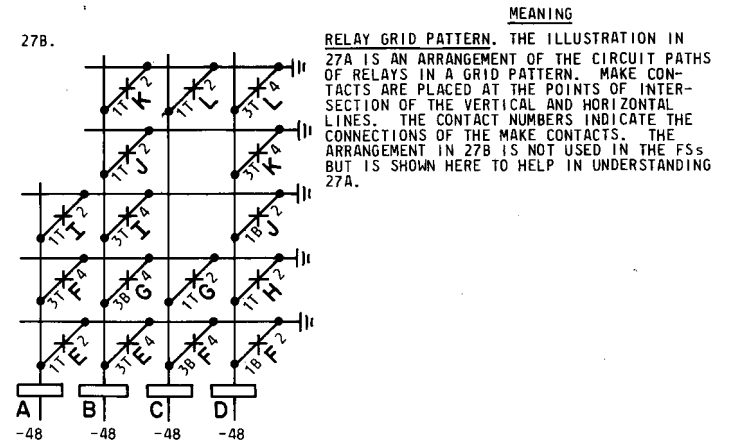 MEANING
27B.
RELAY GRID PATTERN. THE ILLUSTRATION IN
27A IS AN ARRANGEMENT OF THE CIRCUIT PATHS
OF RELAYS IN A GRID PATTERN. MAKE CON-
TACTS ARE PLACED AT THE POINTS OF INTER-
SECTION OF THE VERTICAL AND HORIZONTAL
LINES. THE CONTACT NUMBERS INDICATE THE
CONNECTIONS OF THE MAKE CONTACTS. THE
ARRANGEMENT IN 27B IS NOT USED IN THE FSs
BUT IS SHOWN HERE TO HELP IN UNDERSTANDING
27A.
1T K 2 1T L 2 3T L 4
1T J 2 3T K 4
1T I 2 3T I 4 1B J 2
3T F 4 3B G 4 1T G 2 1T H 2
1T E 2 3T E 4 3B F 4 1B F 2
A B C D
-48 -48 -48 -48